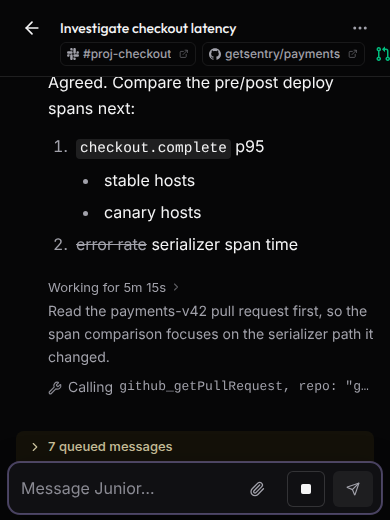 Investigate checkout latency
#proj-checkout
getsentry/payments
Agreed. Compare the pre/post deploy
spans next:
1. checkout.complete p95
• stable hosts
• canary hosts
2. error rate serializer span time
Working for 5m 15s
Read the payments-v42 pull request first, so the
span comparison focuses on the serializer path it
changed.
Calling github_getPullRequest, repo: "g…
7 queued messages
Message Junior...